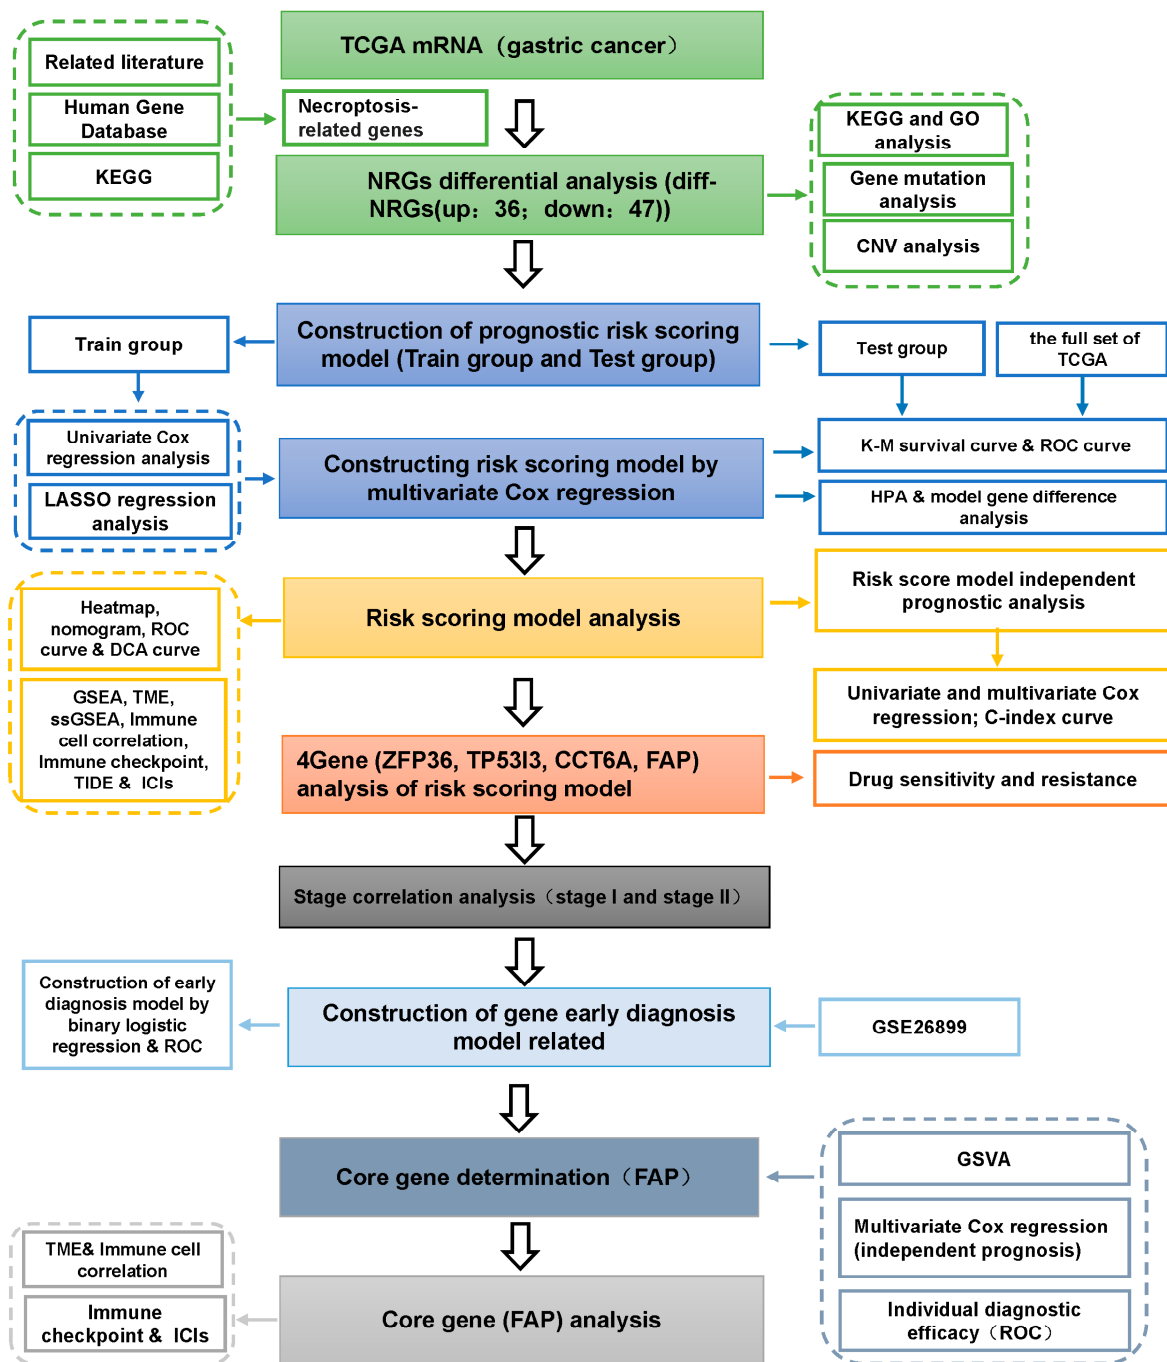 TCGA mRNA（gastric cancer）
Related literature
Human Gene
Database
KEGG
Necroptosis-
related genes
KEGG and GO
analysis
Gene mutation
analysis
CNV analysis
NRGs differential analysis (diff-
NRGs(up：36；down：47))
Construction of prognostic risk scoring
model (Train group and Test group)
Train group
Test group
the full set of
TCGA
Univariate Cox
regression analysis
LASSO regression
analysis
Constructing risk scoring model by
multivariate Cox regression
K-M survival curve & ROC curve
HPA & model gene difference
analysis
Risk scoring model analysis
Heatmap,
nomogram, ROC
curve & DCA curve
GSEA, TME,
ssGSEA, Immune
cell correlation,
Immune checkpoint,
TIDE & ICIs
Risk score model independent
prognostic analysis
Univariate and multivariate Cox
regression; C-index curve
4Gene (ZFP36, TP53I3, CCT6A, FAP)
analysis of risk scoring model
Drug sensitivity and resistance
Stage correlation analysis（stage I and stage II）
Construction of early
diagnosis model by
binary logistic
regression & ROC
Construction of gene early diagnosis
model related
GSE26899
Core gene determination（FAP）
GSVA
Multivariate Cox regression
(independent prognosis)
Individual diagnostic
efficacy（ROC）
TME& Immune cell
correlation
Immune
checkpoint & ICIs
Core gene (FAP) analysis